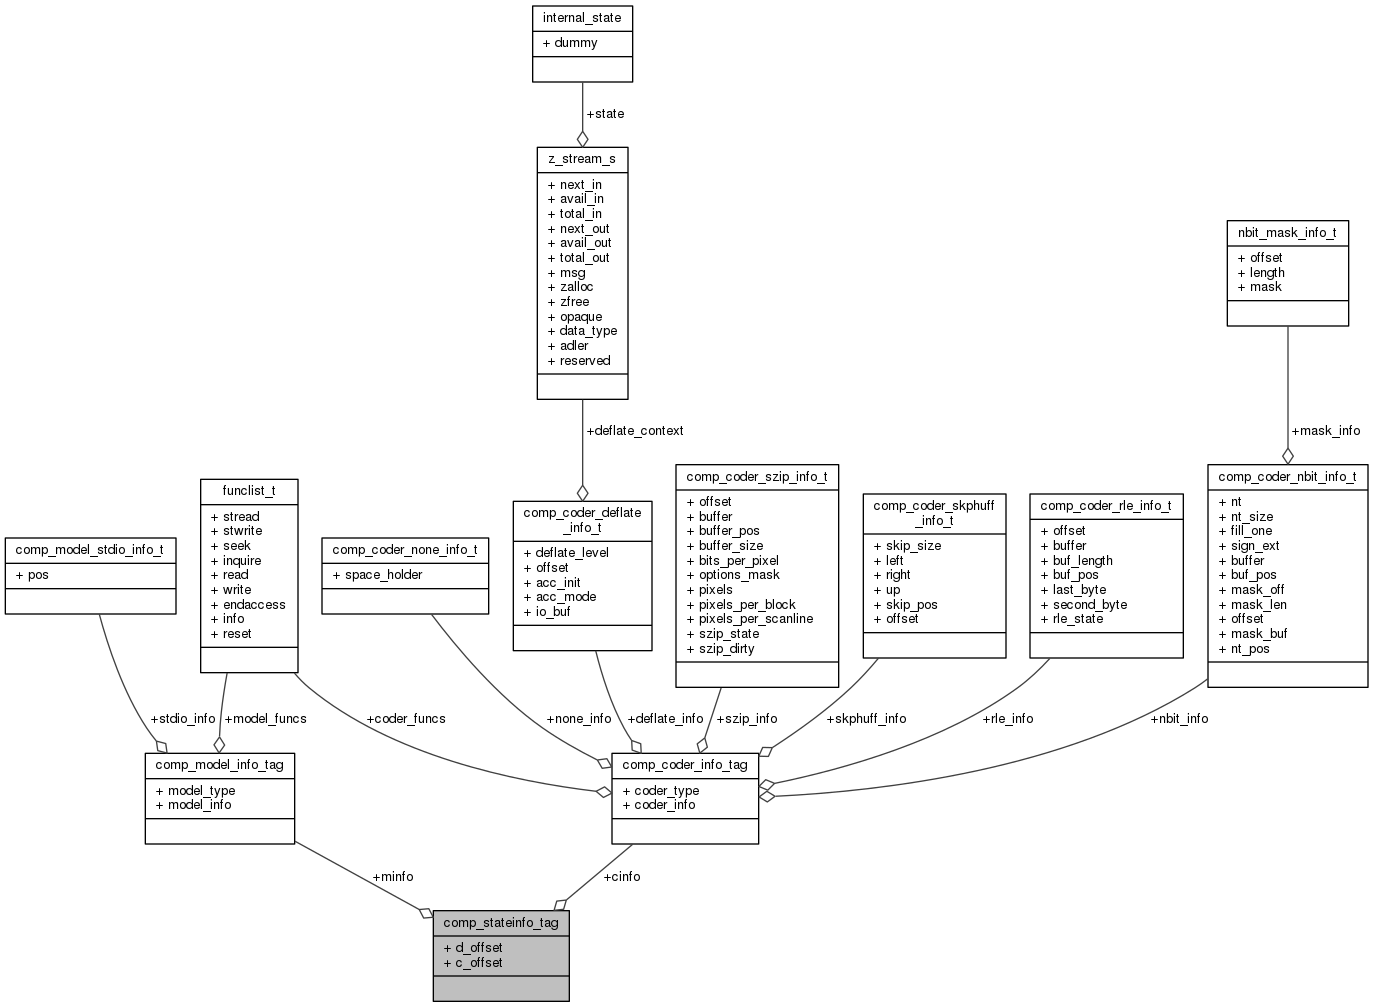 internal_state
+ dummy
+state
z_stream_s
+ next_in
+ avail_in
+ total_in
+ next_out
+ avail_out
+ total_out
+ msg
+ zalloc
+ zfree
+ opaque
+ data_type
+ adler
+ reserved
nbit_mask_info_t
+ offset
+ length
+ mask
+deflate_context
+mask_info
comp_model_stdio_info_t
+ pos
funclist_t
+ stread
+ stwrite
+ seek
+ inquire
+ read
+ write
+ endaccess
+ info
+ reset
comp_coder_none_info_t
+ space_holder
comp_coder_deflate
_info_t
+ deflate_level
+ offset
+ acc_init
+ acc_mode
+ io_buf
comp_coder_szip_info_t
+ offset
+ buffer
+ buffer_pos
+ buffer_size
+ bits_per_pixel
+ options_mask
+ pixels
+ pixels_per_block
+ pixels_per_scanline
+ szip_state
+ szip_dirty
comp_coder_skphuff
_info_t
+ skip_size
+ left
+ right
+ up
+ skip_pos
+ offset
comp_coder_rle_info_t
+ offset
+ buffer
+ buf_length
+ buf_pos
+ last_byte
+ second_byte
+ rle_state
comp_coder_nbit_info_t
+ nt
+ nt_size
+ fill_one
+ sign_ext
+ buffer
+ buf_pos
+ mask_off
+ mask_len
+ offset
+ mask_buf
+ nt_pos
+stdio_info
+model_funcs
+coder_funcs
+none_info
+deflate_info
+szip_info
+skphuff_info
+rle_info
+nbit_info
comp_model_info_tag
+ model_type
+ model_info
comp_coder_info_tag
+ coder_type
+ coder_info
+minfo
+cinfo
comp_stateinfo_tag
+ d_offset
+ c_offset